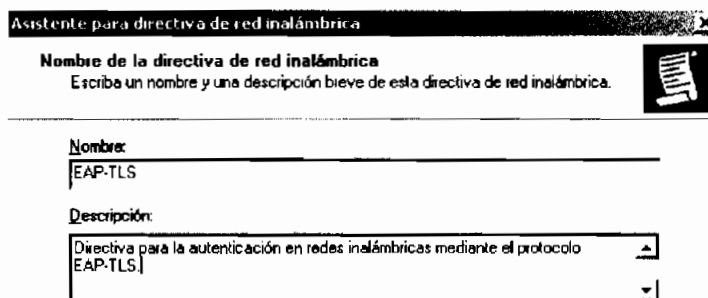 Asistente para directiva de red inalámbrica
Nombre de la directiva de red inalámbrica
Escriba un nombre y una descripción breve de esta directiva de red inalámbrica.
Nombre:
EAP-TLS
Descripción:
Directiva para la autenticación en redes inalámbricas mediante el protocolo
EAP-TLS.